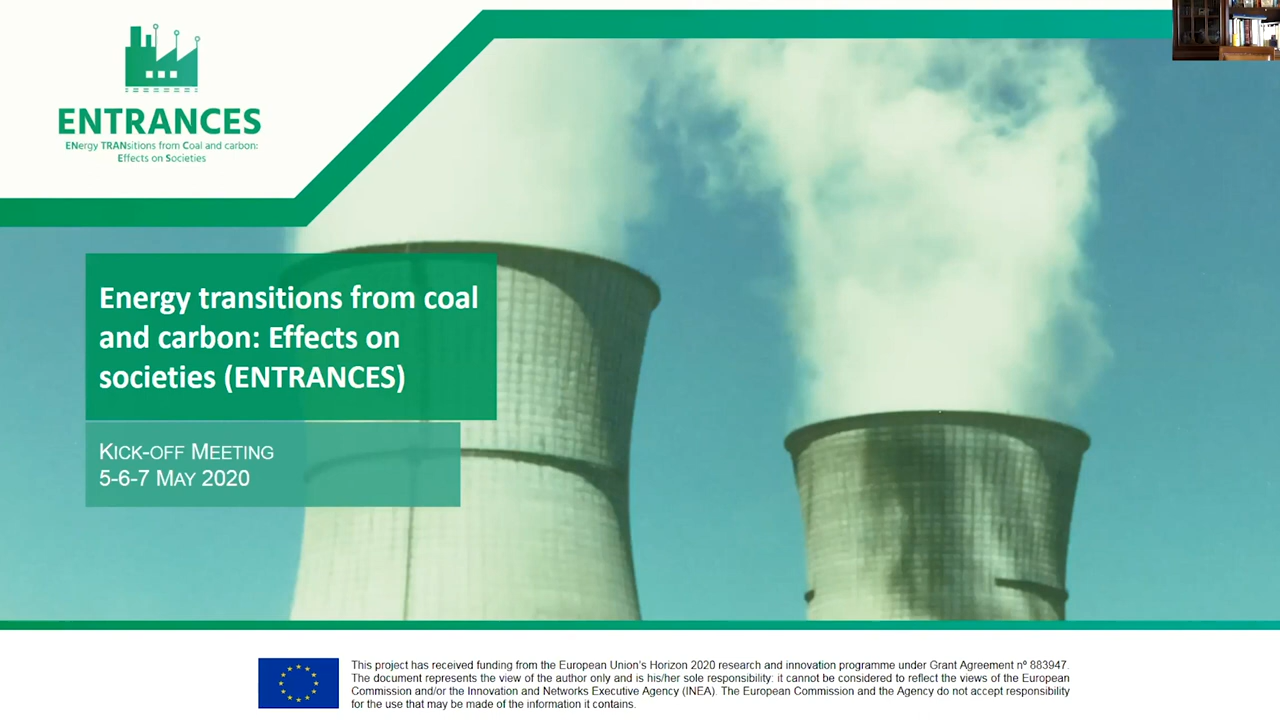 ENTRANCES
ENergy TRANsitions from Coal and carbon:
Effects on Societies
Energy transitions from coal
and carbon: Effects on
societies (ENTRANCES)
KICK-OFF MEETING
5-6-7 MAY 2020
This project has received funding from the European Union's Horizon 2020 research and innovation programme under Grant Agreement nº 883947.
The document represents the view of the author only and is his/her sole responsibility: it cannot be considered to reflect the views of the European
Commission and/or the Innovation and Networks Executive Agency (INEA). The European Commission and the Agency do not accept responsibility
for the use that may be made of the information it contains.